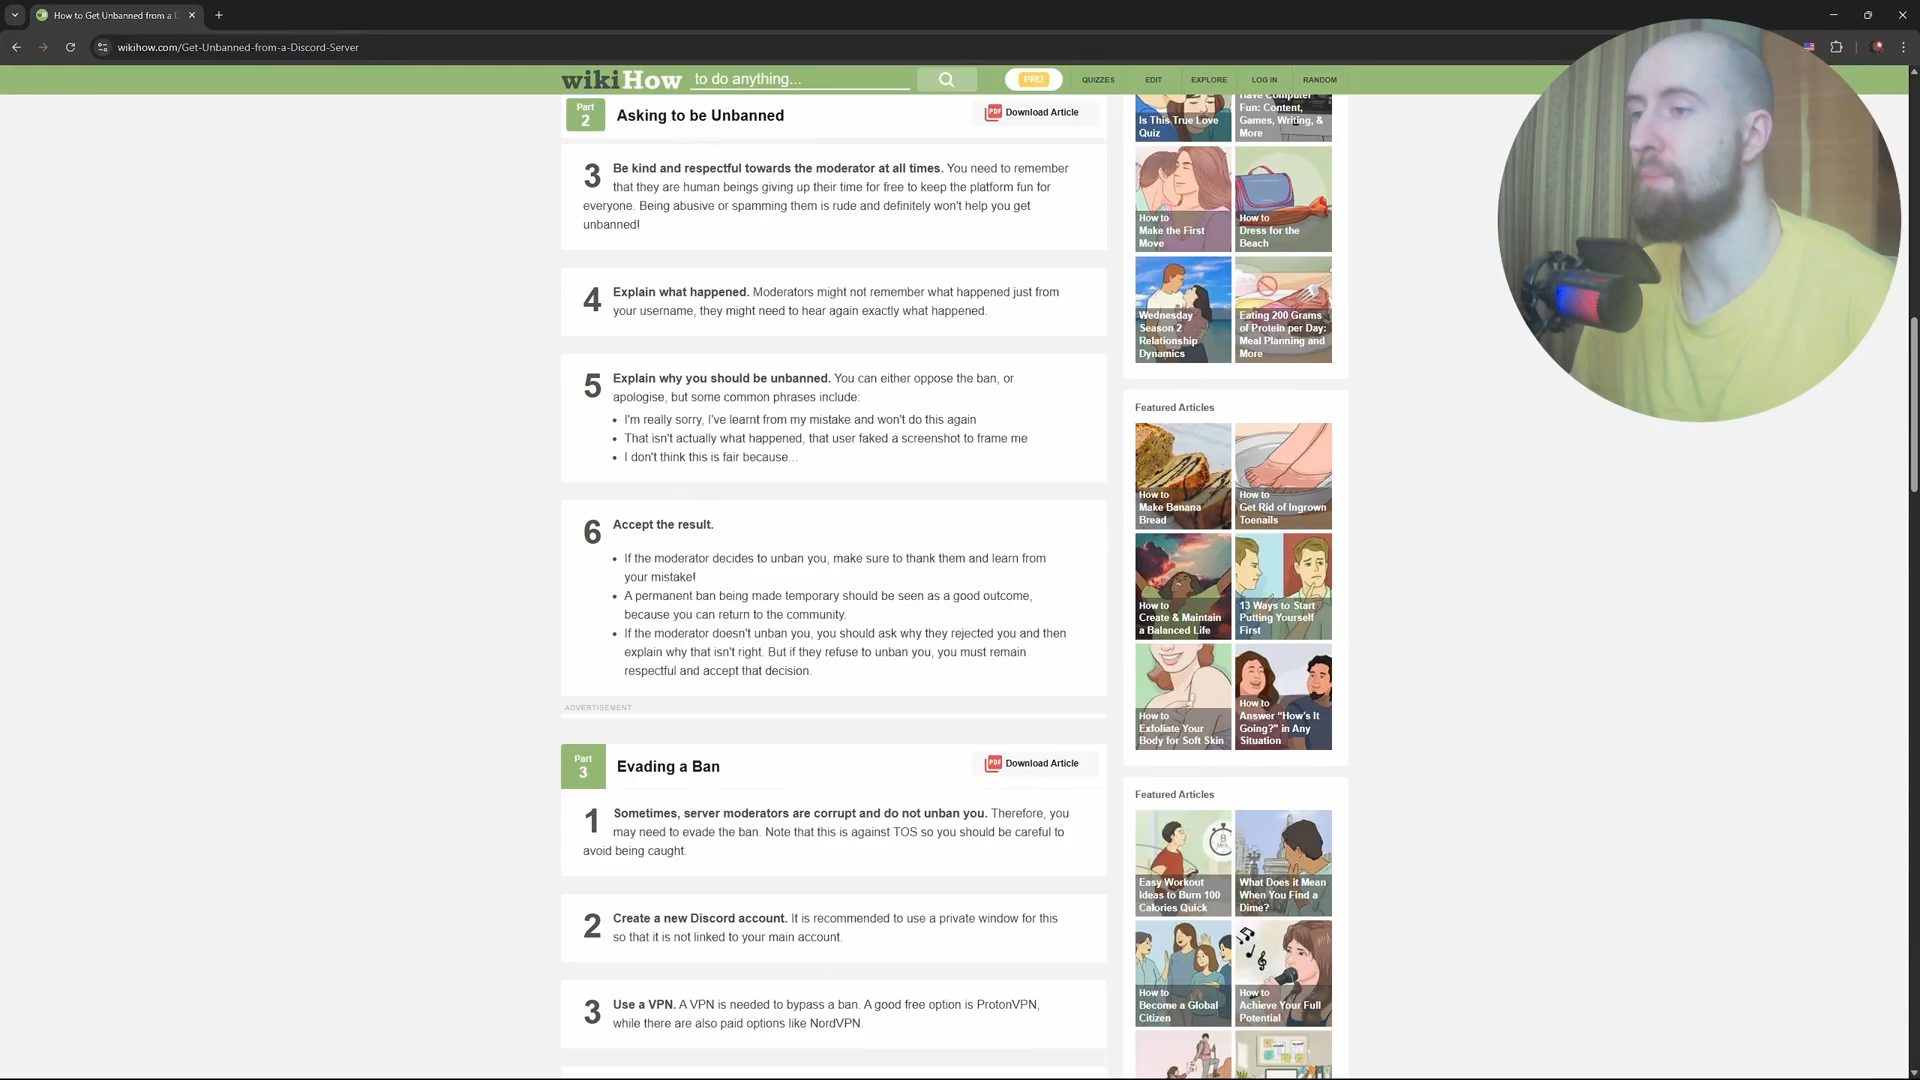 How to Get Unbanned from a D
wikihow.com/Get-Unbanned-from-a-Discord-Server
wikiHow
to do anything...
PRO
QUIZZES
EDIT
EXPLORE
LOG IN
RANDOM
Part
2
Asking to be Unbanned
Download Article
3
Be kind and respectful towards the moderator at all times. You need to remember
that they are human beings giving up their time for free to keep the platform fun for
everyone. Being abusive or spamming them is rude and definitely won't help you get
unbanned!
4
Explain what happened. Moderators might not remember what happened just from
your username, they might need to hear again exactly what happened.
5
Explain why you should be unbanned. You can either oppose the ban, or
apologise, but some common phrases include:
• I'm really sorry, I've learnt from my mistake and won't do this again
• That isn't actually what happened, that user faked a screenshot to frame me
• I don't think this is fair because...
6
Accept the result.
• If the moderator decides to unban you, make sure to thank them and learn from
your mistake!
• A permanent ban being made temporary should be seen as a good outcome,
because you can return to the community.
• If the moderator doesn't unban you, you should ask why they rejected you and then
explain why that isn't right. But if they refuse to unban you, you must remain
respectful and accept that decision.
ADVERTISEMENT
Part
3
Evading a Ban
Download Article
1
Sometimes, server moderators are corrupt and do not unban you. Therefore, you
may need to evade the ban. Note that this is against TOS so you should be careful to
avoid being caught.
2
Create a new Discord account. It is recommended to use a private window for this
so that it is not linked to your main account.
3
Use a VPN. A VPN is needed to bypass a ban. A good free option is ProtonVPN,
while there are also paid options like NordVPN.
Is This True Love
Quiz
Have Computer
Fun: Content,
Games, Writing, &
More
How to
Make the First
Move
How to
Dress for the
Beach
Wednesday
Season 2
Relationship
Dynamics
Eating 200 Grams
of Protein per Day:
Meal Planning and
More
Featured Articles
How to
Make Banana
Bread
How to
Get Rid of Ingrown
Toenails
How to
Create & Maintain
a Balanced Life
13 Ways to Start
Putting Yourself
First
How to
Exfoliate Your
Body for Soft Skin
How to
Answer "How's It
Going?" in Any
Situation
Featured Articles
Easy Workout
Ideas to Burn 100
Calories Quick
What Does it Mean
When You Find a
Dime?
How to
Become a Global
Citizen
How to
Achieve Your Full
Potential